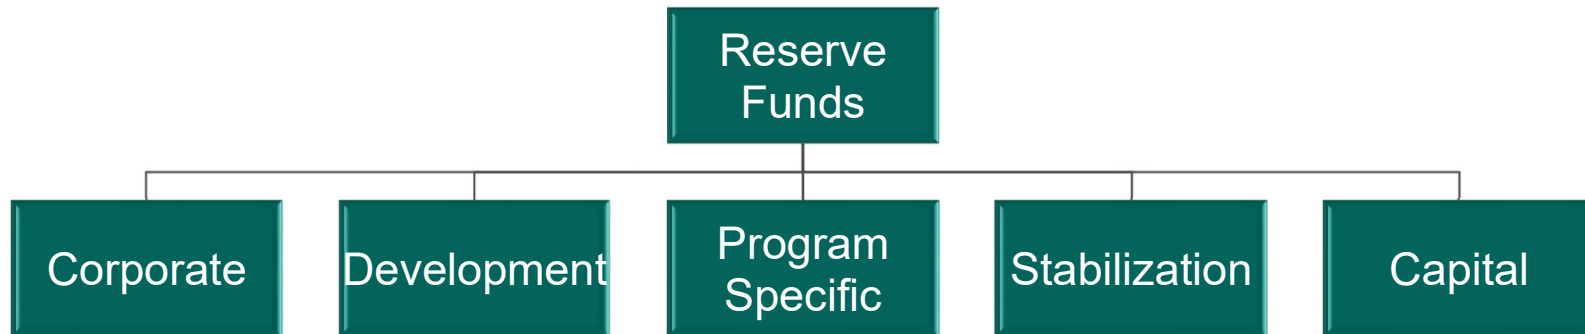 Reserve
Funds
Corporate
Development
Program
Specific
Stabilization
Capital